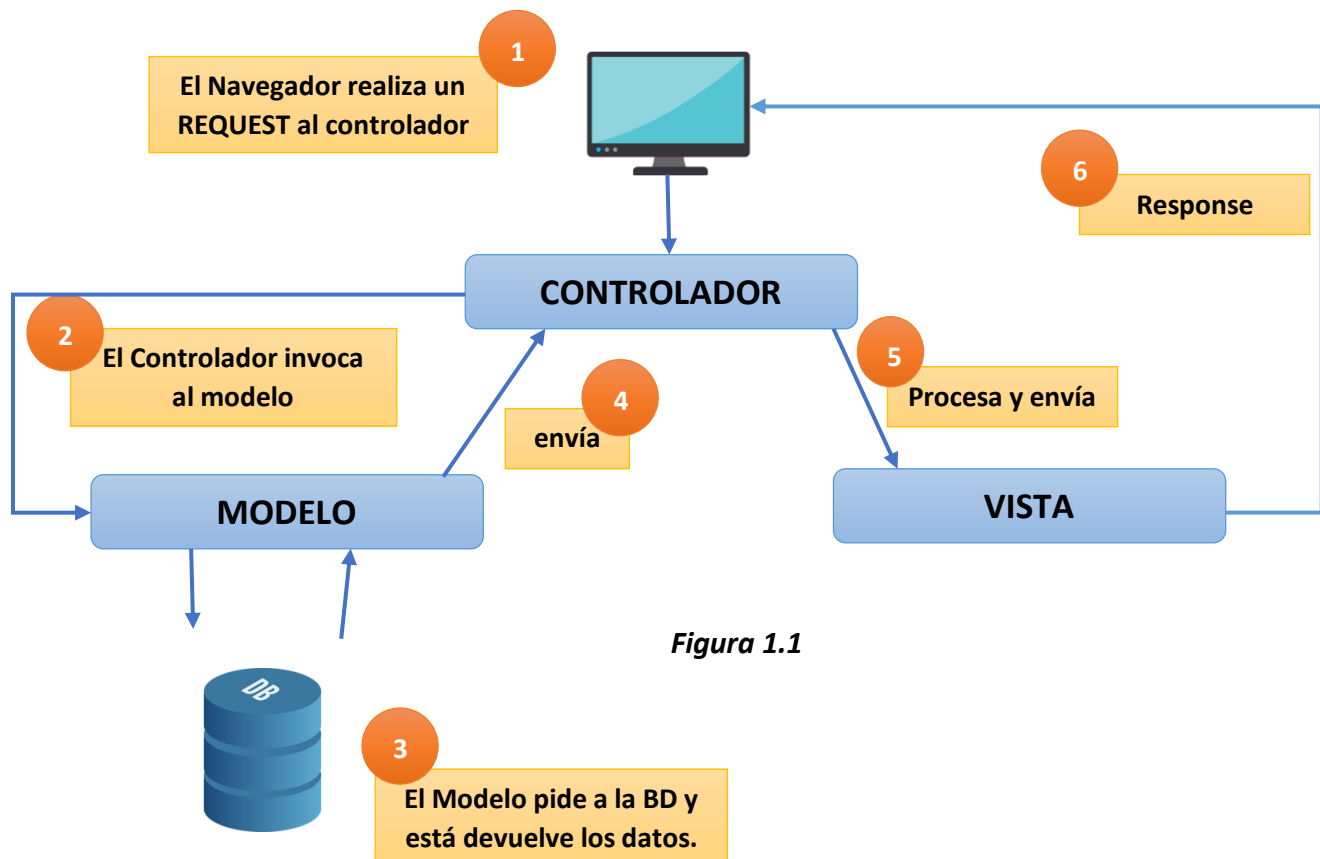 1
El Navegador realiza un
REQUEST al controlador
6
Response
CONTROLADOR
2
El Controlador invoca
al modelo
4
envía
5
Procesa y envía
MODELO
VISTA
Figura 1.1
DB
3
El Modelo pide a la BD y
está devuelve los datos.